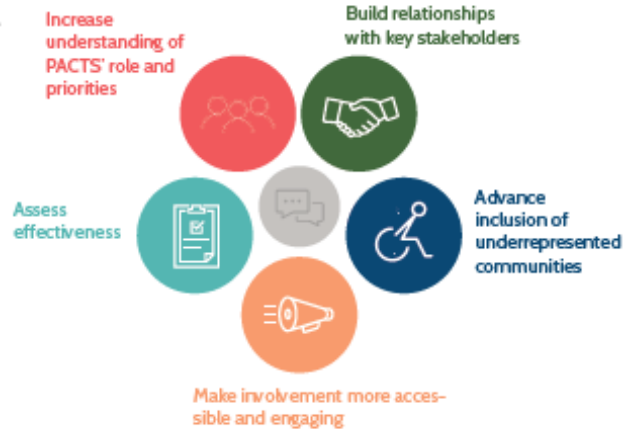 Increase
understanding of
PACTS' role and
priorities
Build relationships
with key stakeholders
Assess
effectiveness
Advance
inclusion of
underrepresented
communities
Make involvement more acces-
sible and engaging